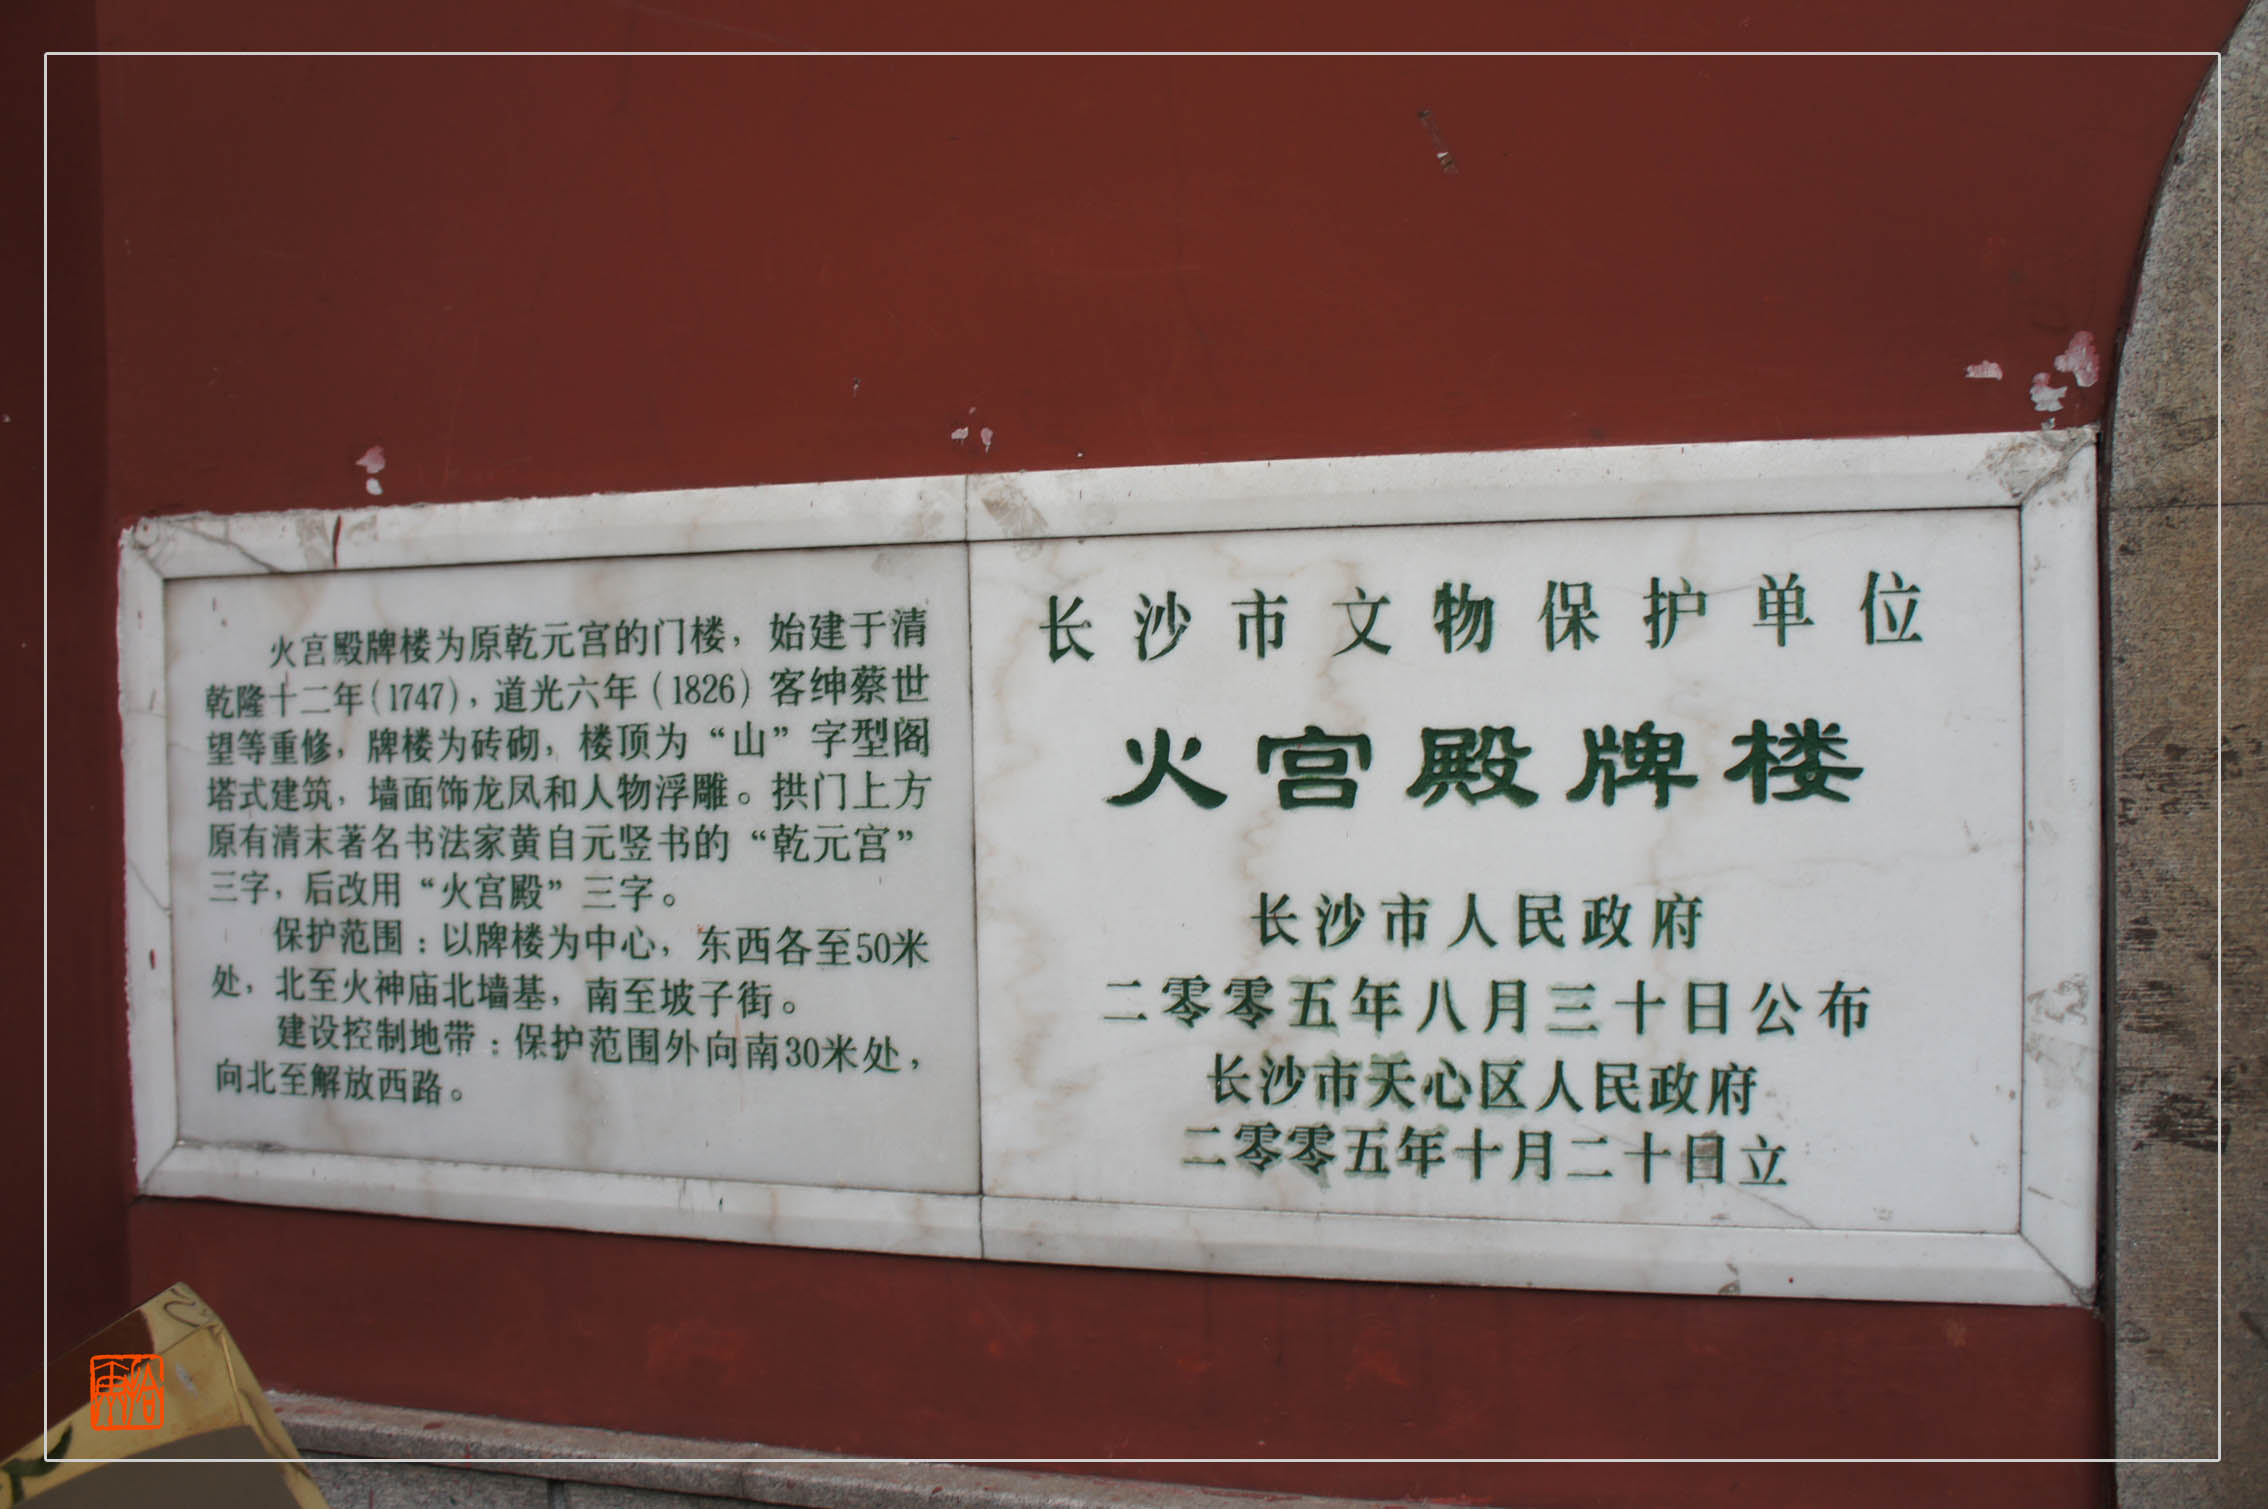 火宫殿牌楼为原乾元宫的门楼，始建于清
乾隆十二年(1747)，道光六年(1826)客绅蔡世
望等重修，牌楼为砖砌，楼顶为“山”字型阁
塔式建筑，墙面饰龙凤和人物浮雕。拱门上方
原有清末著名书法家黄自元竖书的“乾元宫”
三字，后改用“火宫殿”三字。
保护范围：以牌楼为中心，东西各至50米
处，北至火神庙北墙基，南至坡子街。
建设控制地带：保护范围外向南30米处，
向北至解放西路。
长沙市文物保护单位
火宫殿牌楼
长沙市人民政府
二零零五年八月三十日公布
长沙市天心区人民政府
二零零五年十月二十日立